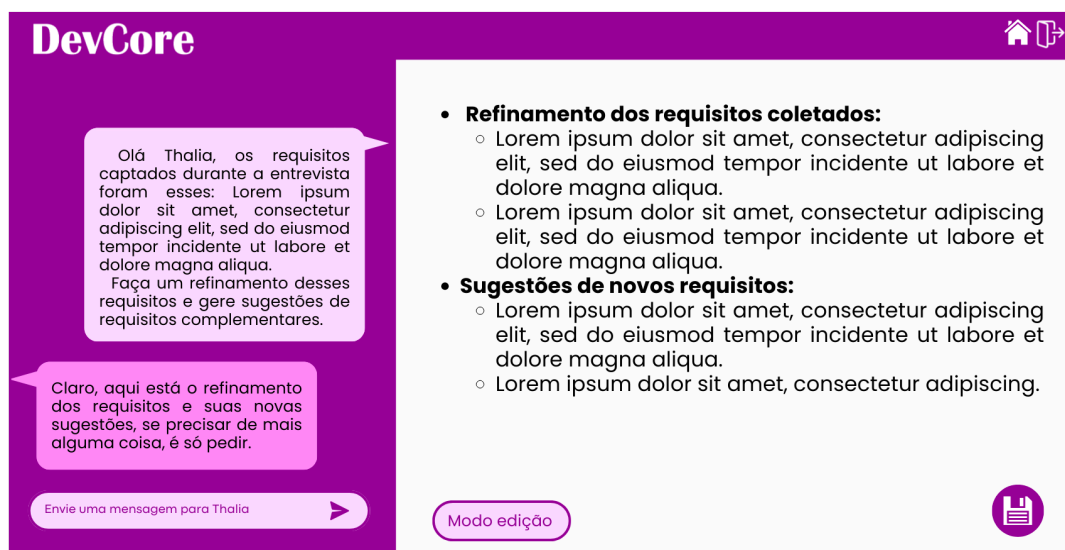 DevCore
Olá Thalia, os requisitos
captados durante a entrevista
foram esses: Lorem ipsum
dolor sit amet, consectetur
adipiscing elit, sed do eiusmod
tempor incidente ut labore et
dolore magna aliqua.
Faça um refinamento desses
requisitos e gere sugestões de
requisitos complementares.
Claro, aqui está o refinamento
dos requisitos e suas novas
sugestões, se precisar de mais
alguma coisa, é só pedir.
Envie uma mensagem para Thalia
• Refinamento dos requisitos coletados:
○ Lorem ipsum dolor sit amet, consectetur adipiscing
elit, sed do eiusmod tempor incidente ut labore et
dolore magna aliqua.
○ Lorem ipsum dolor sit amet, consectetur adipiscing
elit, sed do eiusmod tempor incidente ut labore et
dolore magna aliqua.
• Sugestões de novos requisitos:
○ Lorem ipsum dolor sit amet, consectetur adipiscing
elit, sed do eiusmod tempor incidente ut labore et
dolore magna aliqua.
○ Lorem ipsum dolor sit amet, consectetur adipiscing.
Modo edição